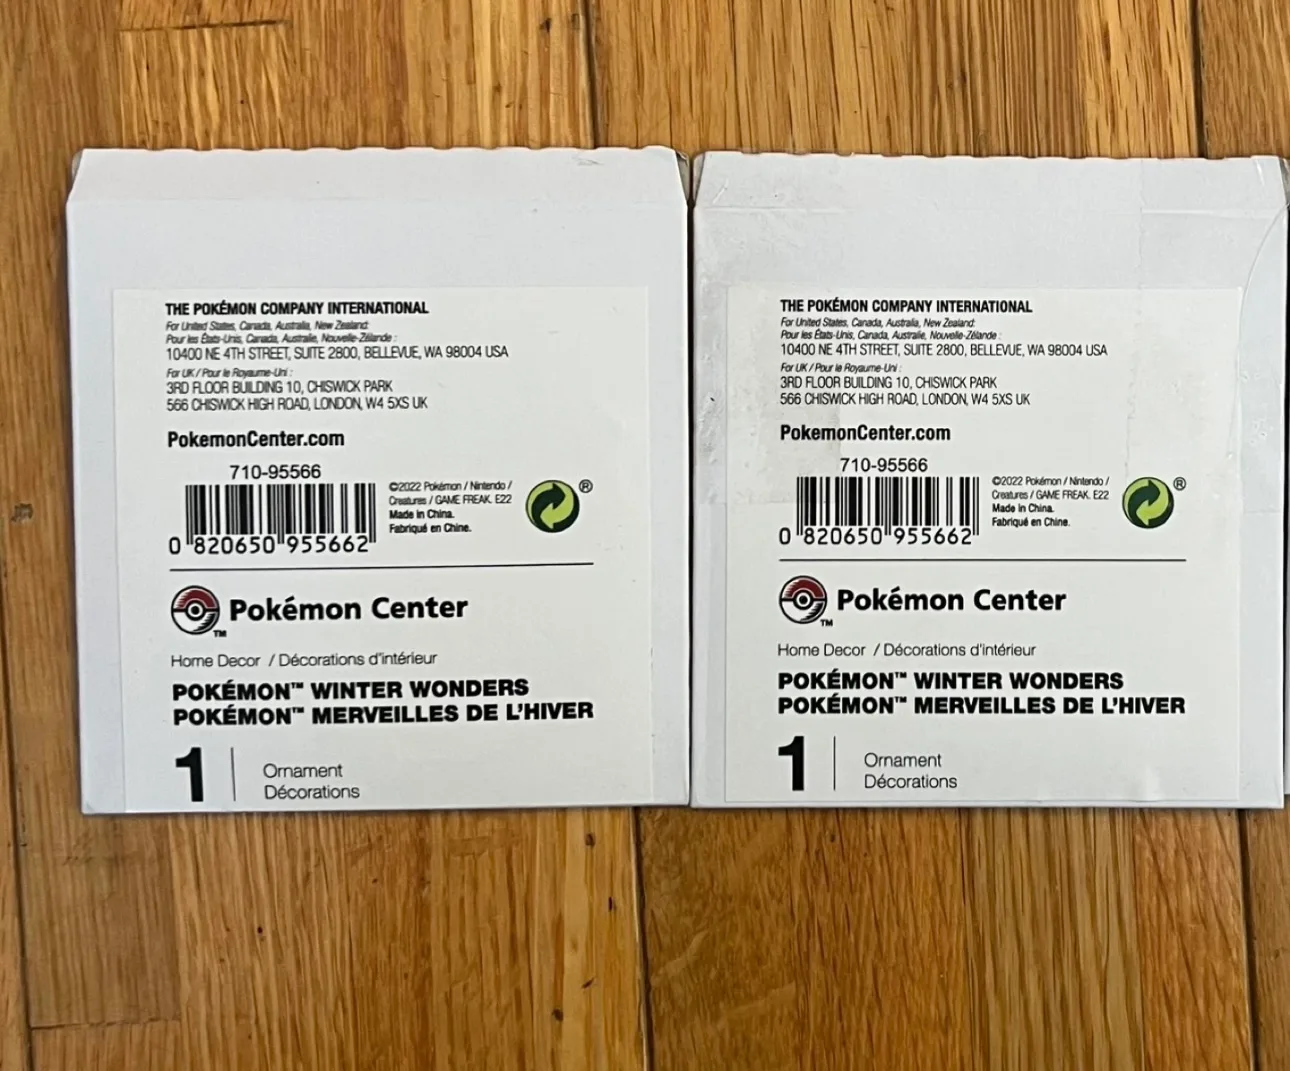 THE POKÉMON COMPANY INTERNATIONAL
For United States, Canada, Australia, New Zealand:
Pour les États-Unis, Canada, Australie, Nouvelle-Zélande :
10400 NE 4TH STREET, SUITE 2800, BELLEVUE, WA 98004 USA
For UK / Pour le Royaume-Uni :
3RD FLOOR BUILDING 10, CHISWICK PARK
566 CHISWICK HIGH ROAD, LONDON, W4 5XS UK
PokemonCenter.com
710-95566
0 820650 955662
©2022 Pokémon / Nintendo /
Creatures / GAME FREAK. E22
Made in China.
Fabriqué en Chine.
®
Pokémon Center
TM
Home Decor / Décorations d'intérieur
POKÉMON™ WINTER WONDERS
POKÉMON™ MERVEILLES DE L'HIVER
1
Ornament
Décorations
THE POKÉMON COMPANY INTERNATIONAL
For United States, Canada, Australia, New Zealand:
Pour les États-Unis, Canada, Australie, Nouvelle-Zélande :
10400 NE 4TH STREET, SUITE 2800, BELLEVUE, WA 98004 USA
For UK / Pour le Royaume-Uni :
3RD FLOOR BUILDING 10, CHISWICK PARK
566 CHISWICK HIGH ROAD, LONDON, W4 5XS UK
PokemonCenter.com
710-95566
0 820650 955662
©2022 Pokémon / Nintendo /
Creatures / GAME FREAK. E22
Made in China.
Fabriqué en Chine.
®
Pokémon Center
TM
Home Decor / Décorations d'intérieur
POKÉMON™ WINTER WONDERS
POKÉMON™ MERVEILLES DE L'HIVER
1
Ornament
Décorations